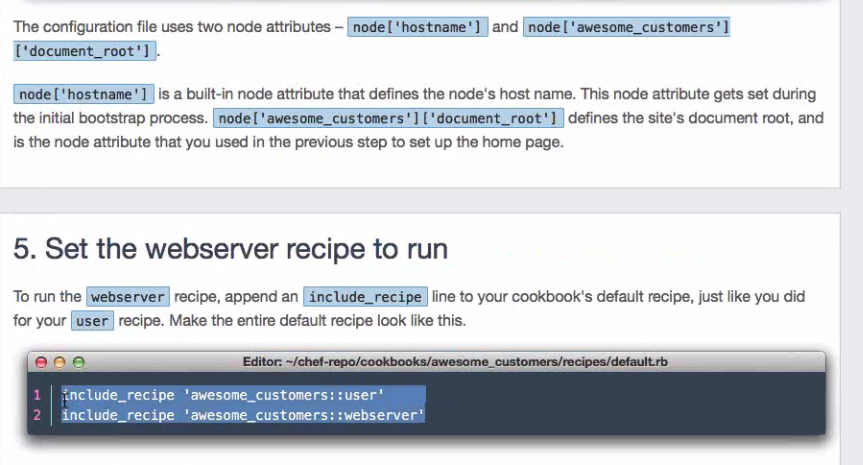 The configuration file uses two node attributes – node['hostname'] and node['awesome_customers']
['document_root'].
node['hostname'] is a built-in node attribute that defines the node's host name. This node attribute gets set during
the initial bootstrap process. node['awesome_customers']['document_root'] defines the site's document root, and
is the node attribute that you used in the previous step to set up the home page.
5. Set the webserver recipe to run
To run the webserver recipe, append an include_recipe line to your cookbook's default recipe, just like you did
for your user recipe. Make the entire default recipe look like this.
Editor: ~/chef-repo/cookbooks/awesome_customers/recipes/default.rb
1 include_recipe 'awesome_customers::user'
2 include_recipe 'awesome_customers::webserver'